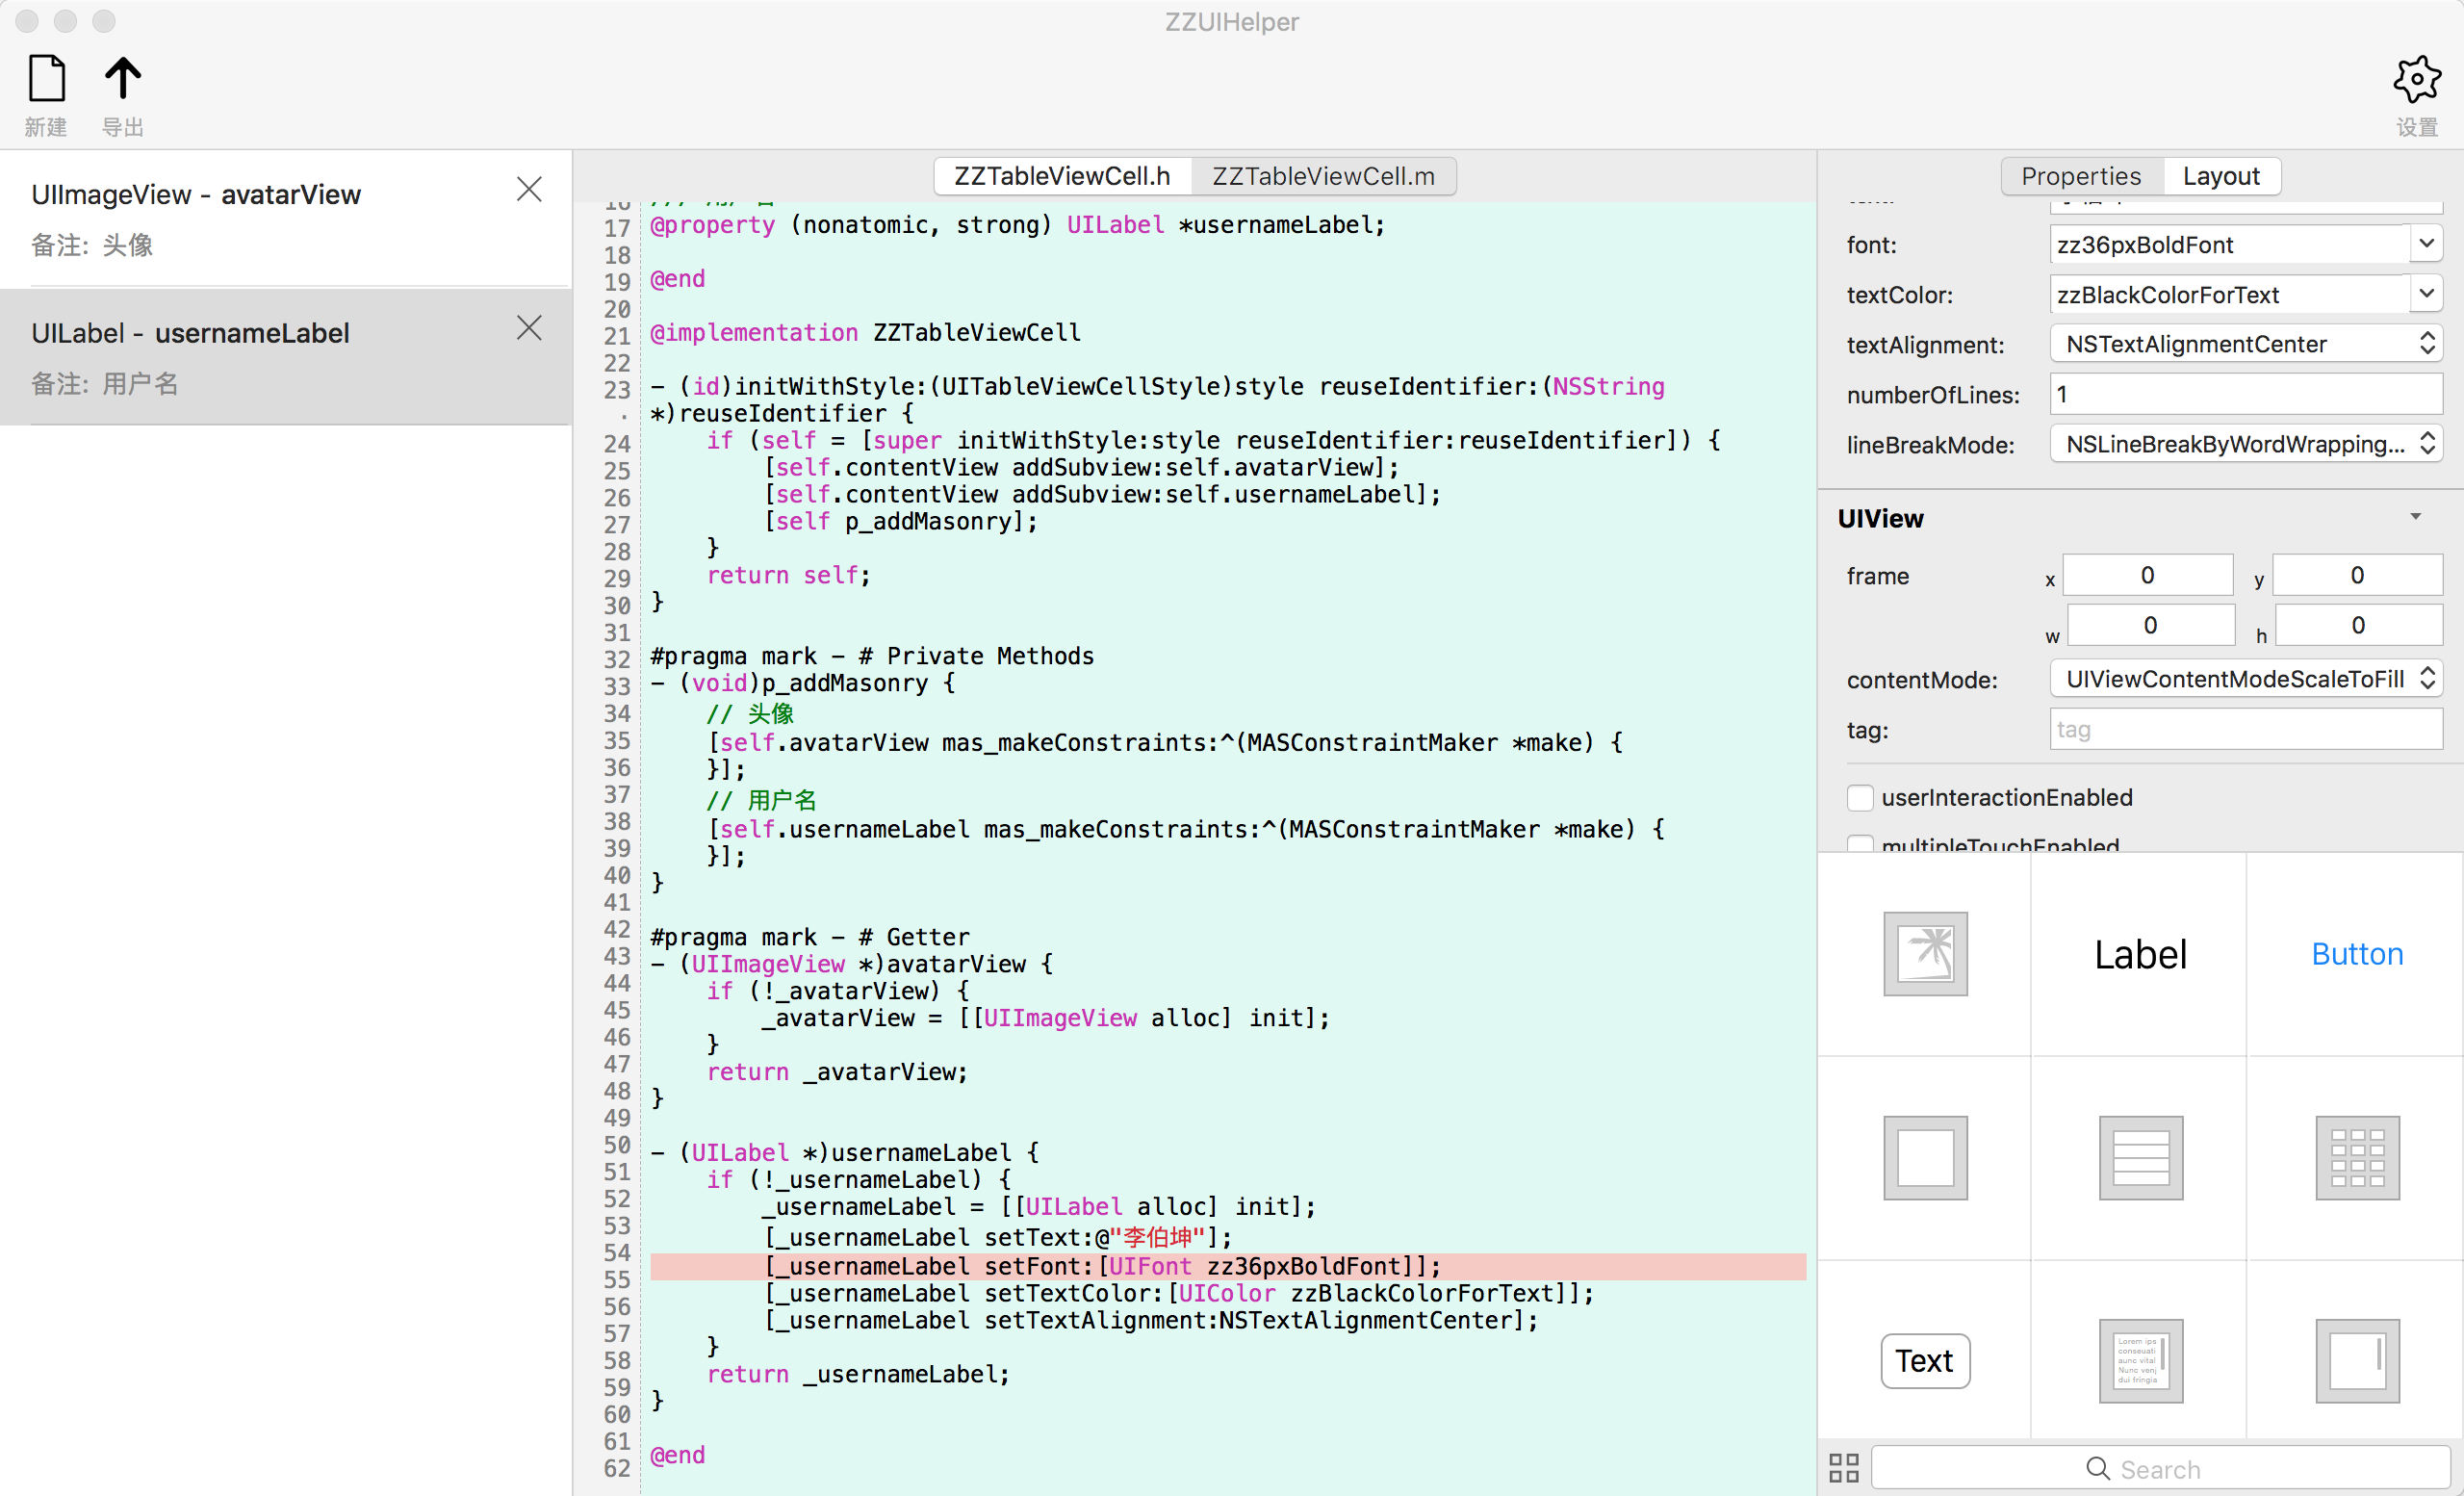 ZZUIHelper
新建
导出
设置
UIImageView - avatarView
备注: 头像
UILabel - usernameLabel
备注: 用户名
ZZTableViewCell.h
ZZTableViewCell.m
16
17 @property (nonatomic, strong) UILabel *usernameLabel;
18
19 @end
20
21 @implementation ZZTableViewCell
22
23 - (id)initWithStyle:(UITableViewCellStyle)style reuseIdentifier:(NSString
· *)reuseIdentifier {
24 if (self = [super initWithStyle:style reuseIdentifier:reuseIdentifier]) {
25 [self.contentView addSubview:self.avatarView];
26 [self.contentView addSubview:self.usernameLabel];
27 [self p_addMasonry];
28 }
29 return self;
30 }
31
32 #pragma mark - # Private Methods
33 - (void)p_addMasonry {
34 // 头像
35 [self.avatarView mas_makeConstraints:^(MASConstraintMaker *make) {
36 }];
37 // 用户名
38 [self.usernameLabel mas_makeConstraints:^(MASConstraintMaker *make) {
39 }];
40 }
41
42 #pragma mark - # Getter
43 - (UIImageView *)avatarView {
44 if (!_avatarView) {
45 _avatarView = [[UIImageView alloc] init];
46 }
47 return _avatarView;
48 }
49
50 - (UILabel *)usernameLabel {
51 if (!_usernameLabel) {
52 _usernameLabel = [[UILabel alloc] init];
53 [_usernameLabel setText:@"李伯坤"];
54 [_usernameLabel setFont:[UIFont zz36pxBoldFont]];
55 [_usernameLabel setTextColor:[UIColor zzBlackColorForText]];
56 [_usernameLabel setTextAlignment:NSTextAlignmentCenter];
57 }
58 return _usernameLabel;
59 }
60
61 @end
62
Properties
Layout
font: zz36pxBoldFont
textColor: zzBlackColorForText
textAlignment: NSTextAlignmentCenter
numberOfLines: 1
lineBreakMode: NSLineBreakByWordWrapping...
UIView
frame x 0 y 0
w 0 h 0
contentMode: UIViewContentModeScaleToFill
tag: tag
userInteractionEnabled
multipleTouchEnabled
Label
Button
Text
Lorem ips
conseuati
aunc vital
Nunc venj
dui fringia
Search